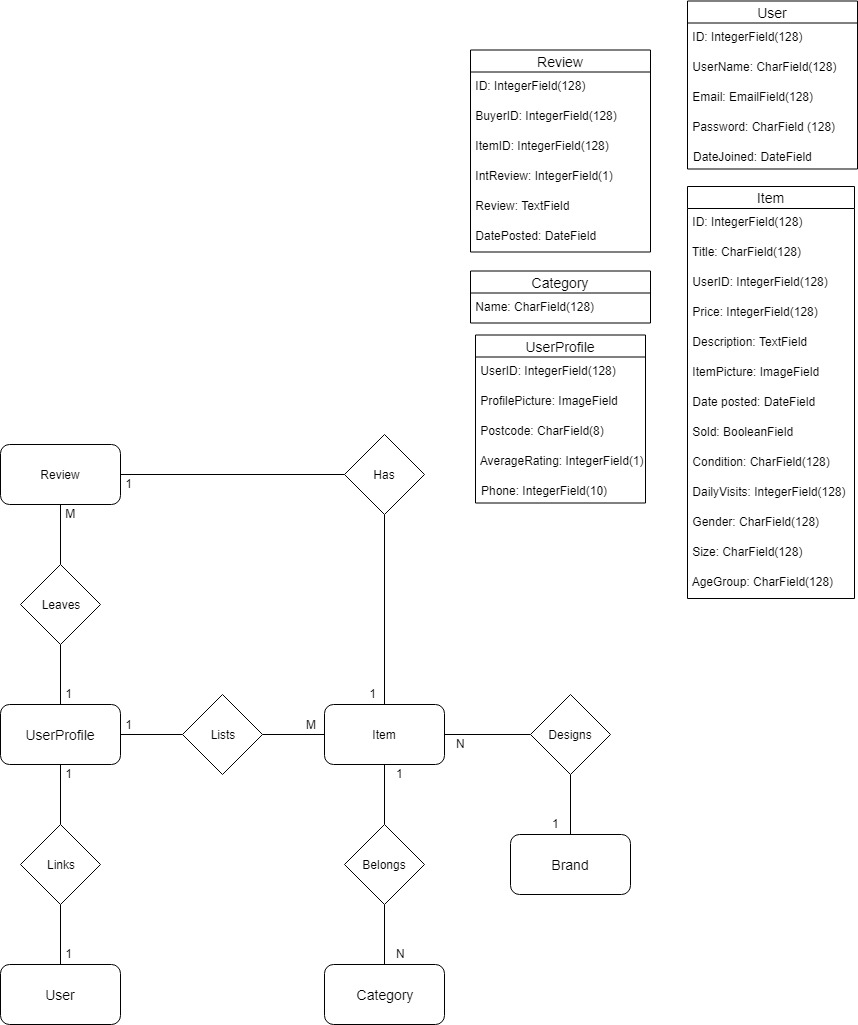 User
ID: IntegerField(128)
UserName: CharField(128)
Email: EmailField(128)
Password: CharField (128)
DateJoined: DateField
Review
ID: IntegerField(128)
BuyerID: IntegerField(128)
ItemID: IntegerField(128)
IntReview: IntegerField(1)
Review: TextField
DatePosted: DateField
Category
Name: CharField(128)
UserProfile
UserID: IntegerField(128)
ProfilePicture: ImageField
Postcode: CharField(8)
AverageRating: IntegerField(1)
Phone: IntegerField(10)
Item
ID: IntegerField(128)
Title: CharField(128)
UserID: IntegerField(128)
Price: IntegerField(128)
Description: TextField
ItemPicture: ImageField
Date posted: DateField
Sold: BooleanField
Condition: CharField(128)
DailyVisits: IntegerField(128)
Gender: CharField(128)
Size: CharField(128)
AgeGroup: CharField(128)
Review
1
Has
M
Leaves
1
1
UserProfile
1
Lists
M
Item
N
Designs
1
1
1
Brand
Links
Belongs
1
N
User
Category